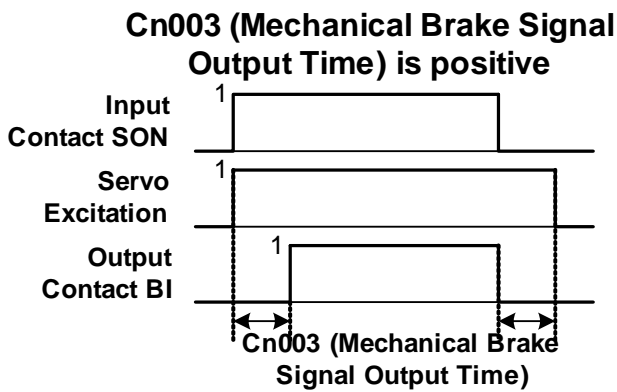 Cn003 (Mechanical Brake Signal
Output Time) is positive
1
Input
Contact SON
1
Servo
Excitation
1
Output
Contact BI
Cn003 (Mechanical Brake
Signal Output Time)